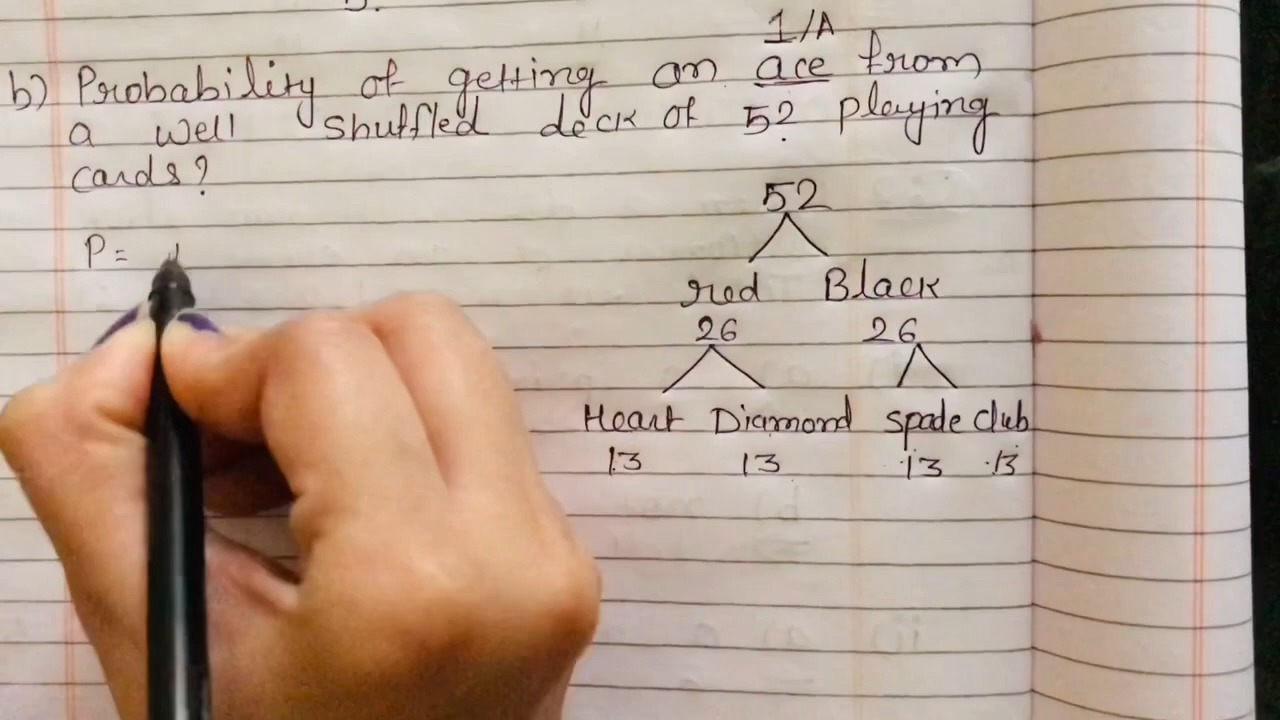 1/A
b) Probability of getting an ace from
a well shuffled deck of 52 playing
cards?
52
P =
red Black
26 26
Heart Diamond spade club
13 13 13 13